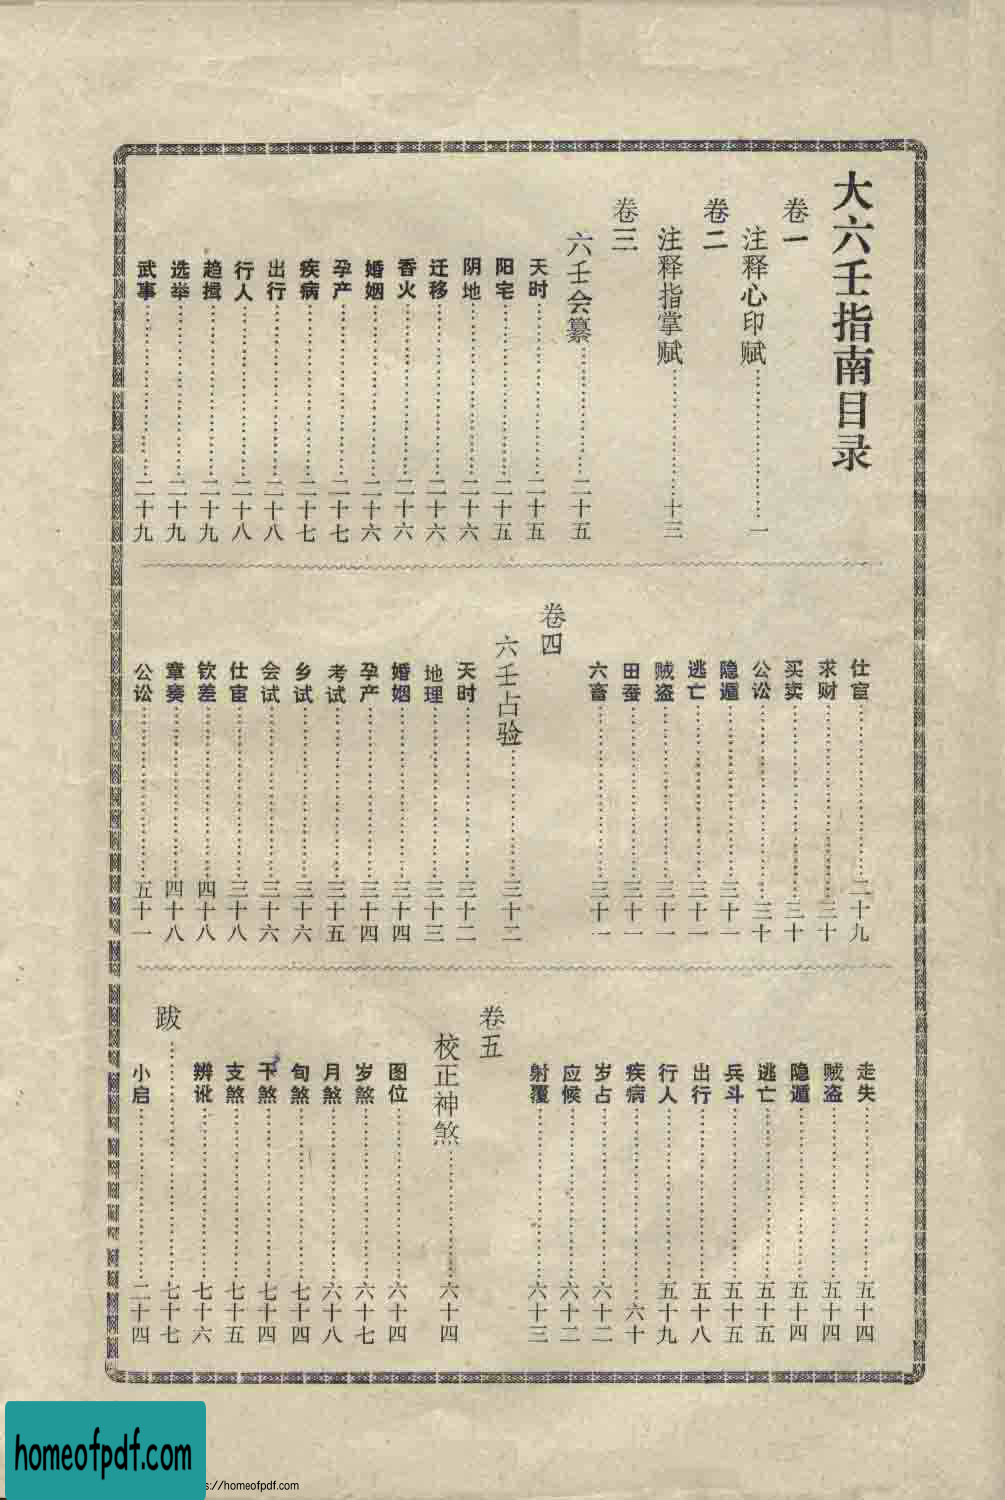 大六壬指南目录
卷一
注释心印赋……一
卷二
注释指掌赋……十三
卷三
六壬会纂……二十五
天时……二十五
阳宅……二十五
阴地……二十六
迁移……二十六
香火……二十六
婚姻……二十六
孕产……二十七
疾病……二十七
出行……二十八
行人……二十八
趋揖……二十九
选举……二十九
武事……二十九
仕宦……二十九
求财……三十
买卖……三十
公讼……三十
隐遁……三十一
逃亡……三十一
贼盗……三十一
田蚕……三十一
六畜……三十一
卷四
六壬占验……三十二
天时……三十二
地理……三十三
婚姻……三十四
孕产……三十四
考试……三十五
乡试……三十六
会试……三十六
仕宦……三十八
钦差……四十八
章奏……四十八
公讼……五十一
走失……五十四
贼盗……五十四
隐遁……五十四
逃亡……五十五
兵斗……五十五
出行……五十八
行人……五十九
疾病……六十
岁占……六十二
应候……六十二
射覆……六十三
卷五
校正神煞……六十四
图位……六十四
岁煞……六十七
月煞……六十八
旬煞……七十四
干煞……七十四
支煞……七十五
辨讹……七十六
跋……七十七
小启……二十四
homeofpdf.com
s://homeofpdf.com